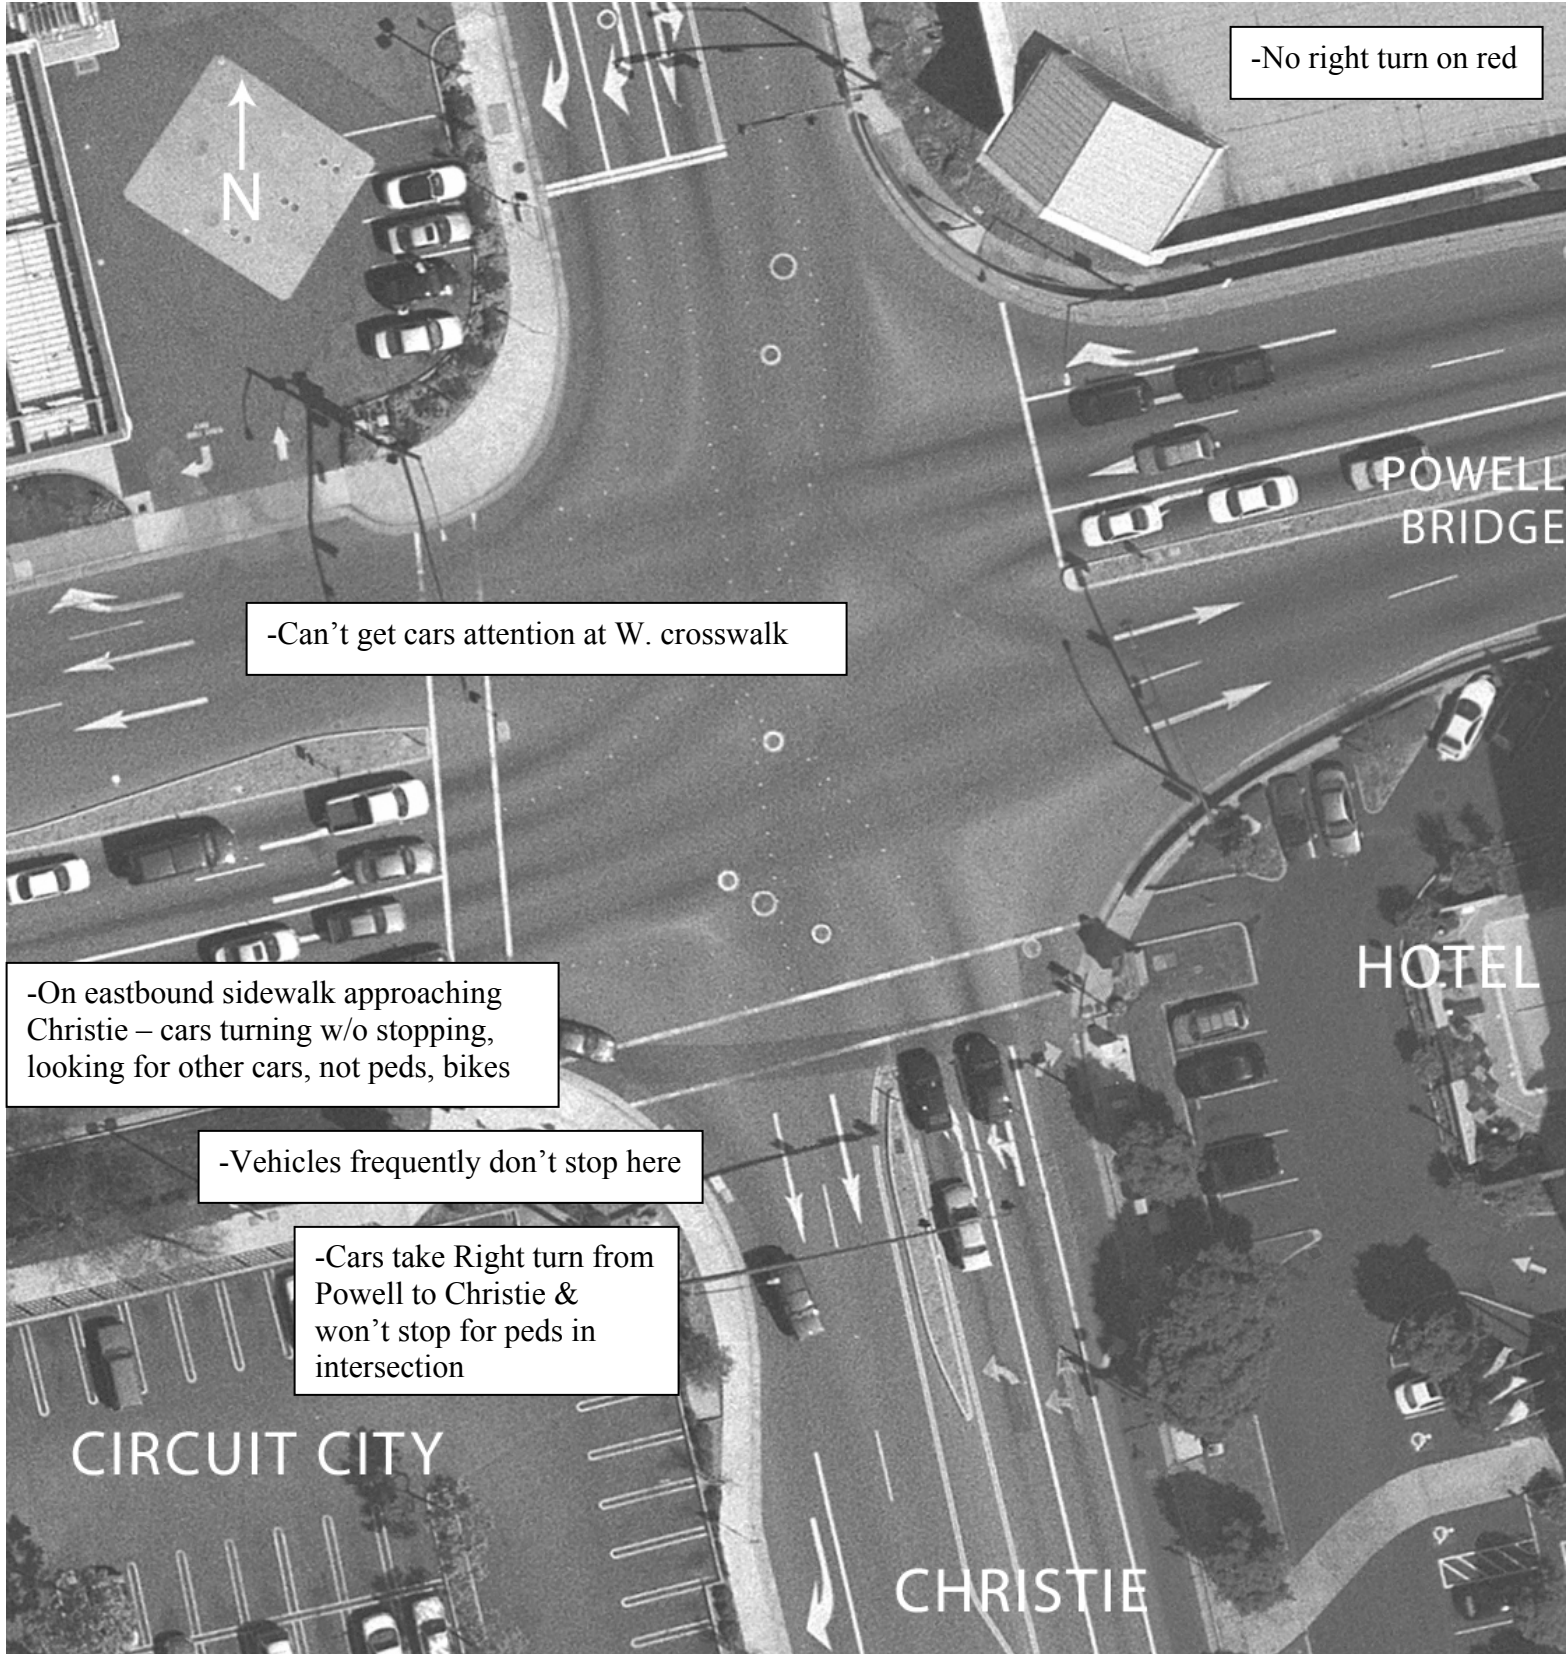 -No right turn on red
N
POWELL
BRIDGE
-Can’t get cars attention at W. crosswalk
HOTEL
-On eastbound sidewalk approaching
Christie – cars turning w/o stopping,
looking for other cars, not peds, bikes
-Vehicles frequently don’t stop here
-Cars take Right turn from
Powell to Christie &
won’t stop for peds in
intersection
CIRCUIT CITY
CHRISTIE